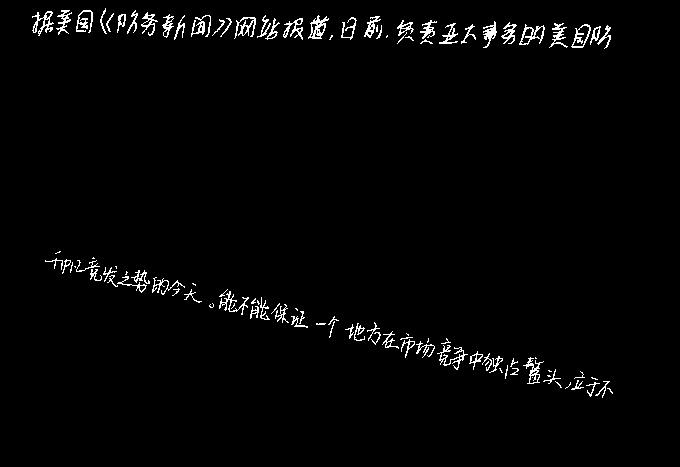 据美国《防务新闻》网站报道,日前,负责亚太事务的美国防
千帆竞发之势的今天。能不能保证一个地方在市场竞争中独占鳌头,立于不